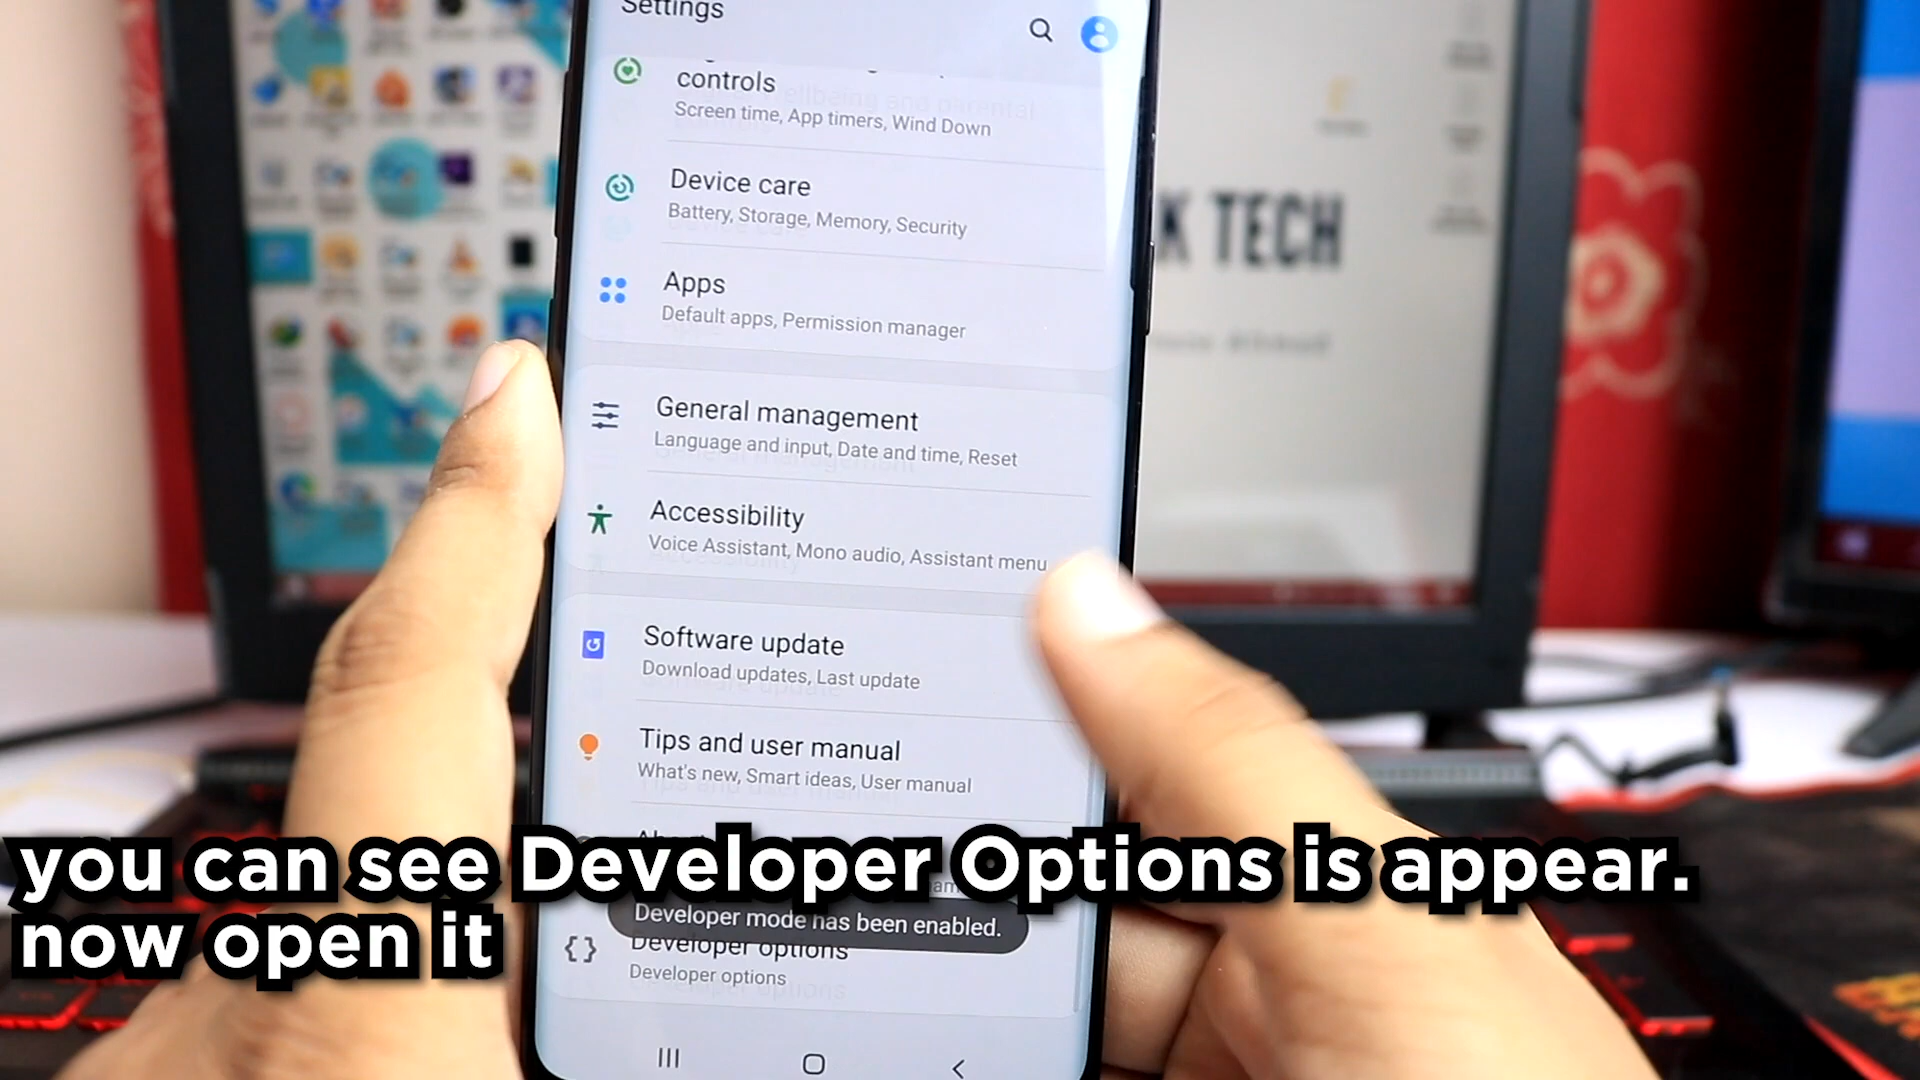 Settings
controls
Screen time, App timers, Wind Down
Device care
Battery, Storage, Memory, Security
Apps
Default apps, Permission manager
General management
Language and input, Date and time, Reset
Accessibility
Voice Assistant, Mono audio, Assistant menu
Software update
Download updates, Last update
Tips and user manual
What's new, Smart ideas, User manual
you can see Developer Options is appear.
now open it
Developer mode has been enabled.
Developer options
Developer options
K TECH